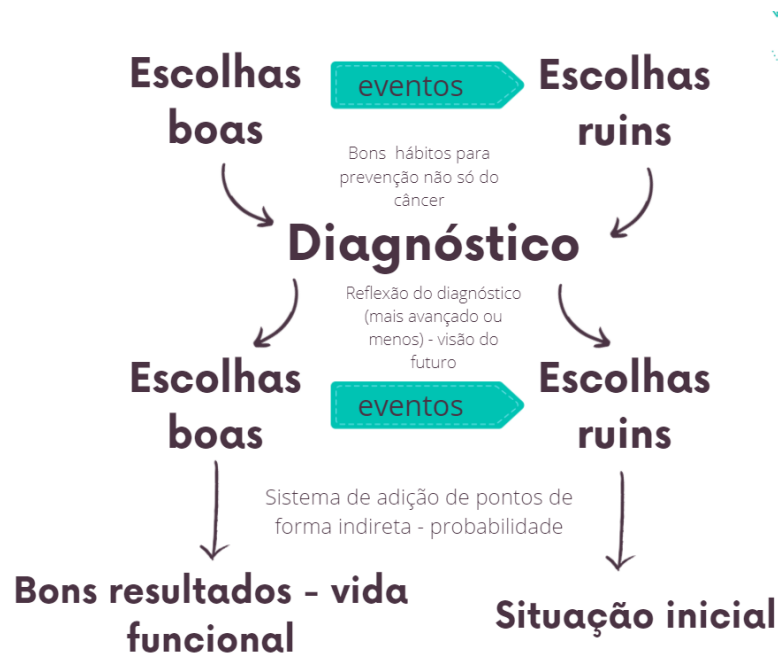 Escolhas
boas
eventos
Escolhas
ruins
Bons hábitos para
prevenção não só do
câncer
Diagnóstico
Reflexão do diagnóstico
(mais avançado ou
menos) - visão do
futuro
Escolhas
boas
eventos
Escolhas
ruins
Sistema de adição de pontos de
forma indireta - probabilidade
Bons resultados - vida
funcional
Situação inicial